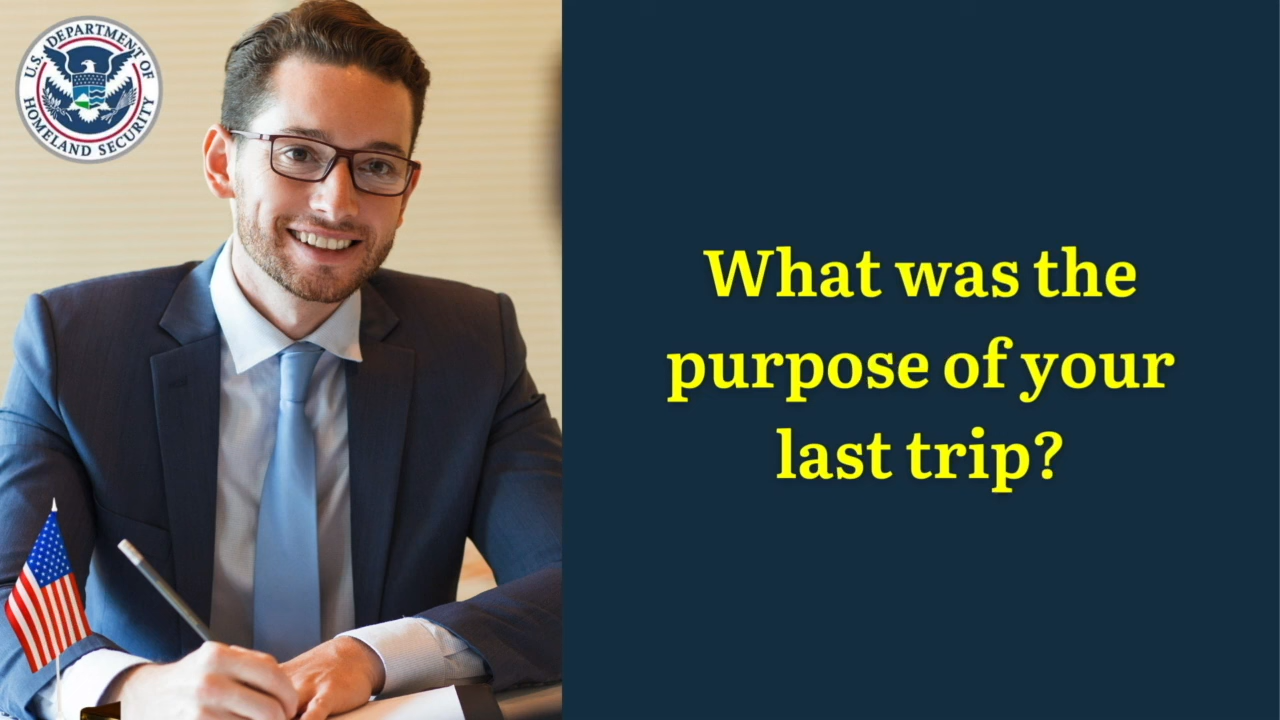 U.S. DEPARTMENT OF
HOMELAND SECURITY
What was the
purpose of your
last trip?